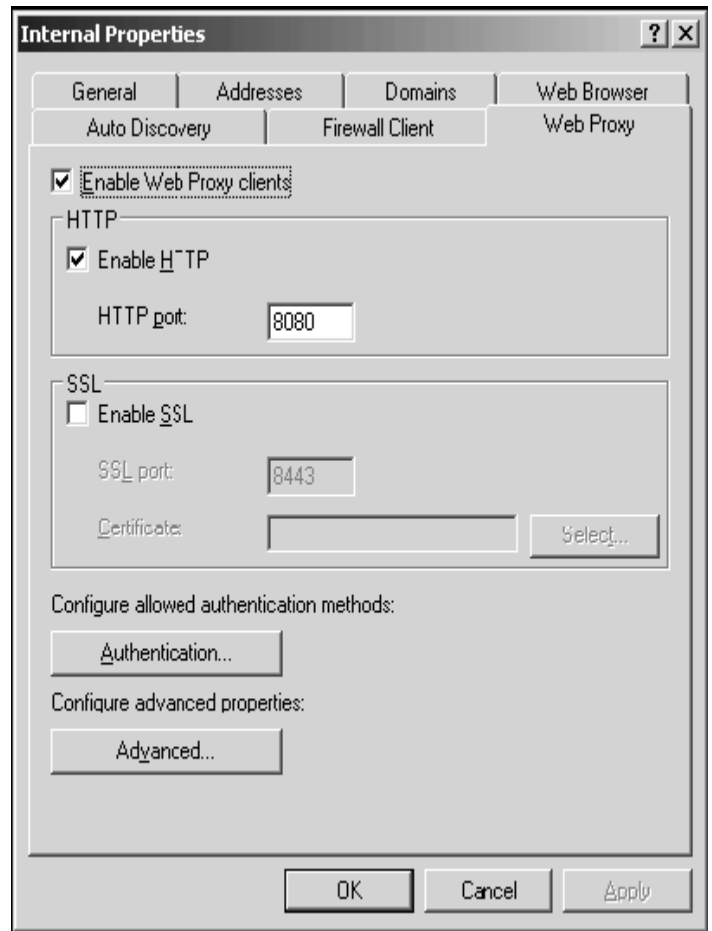 Internal Properties
General Addresses Domains Web Browser
Auto Discovery Firewall Client Web Proxy
Enable Web Proxy clients
HTTP
Enable HTTP
HTTP port: 8080
SSL
Enable SSL
SSL port: 8443
Certificate: Select...
Configure allowed authentication methods:
Authentication...
Configure advanced properties:
Advanced...
OK Cancel Apply